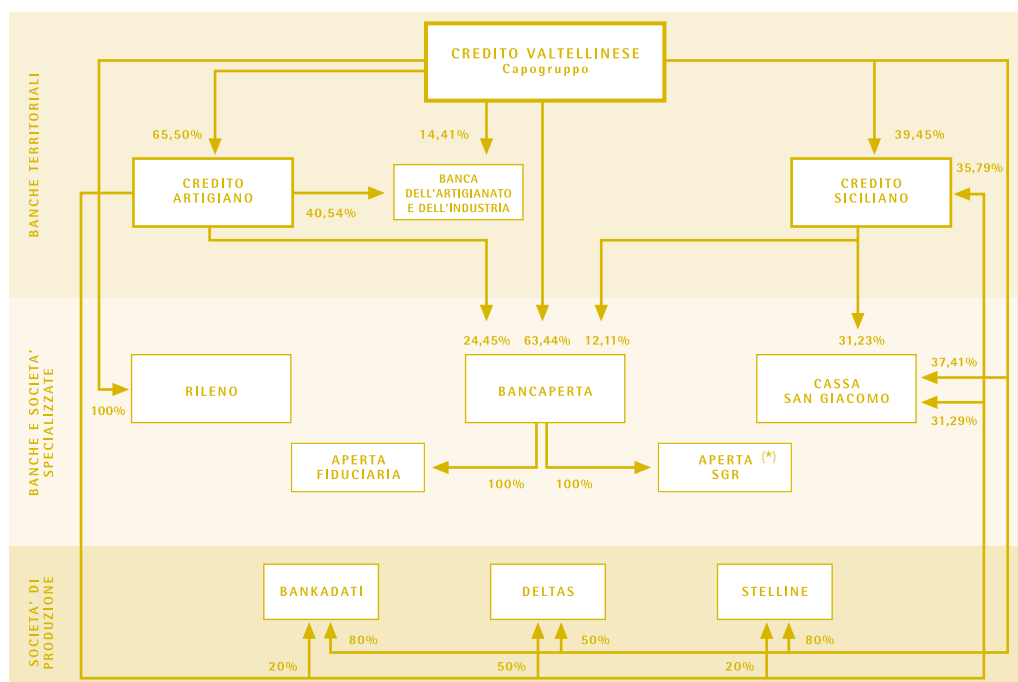 BANCHE TERRITORIALI
CREDITO VALTELLINESE
Capogruppo
65,50%
14,41%
39,45%
35,79%
CREDITO
ARTIGIANO
40,54%
BANCA
DELL'ARTIGIANATO
E DELL'INDUSTRIA
CREDITO
SICILIANO
BANCHE E SOCIETA'
SPECIALIZZATE
24,45%
63,44%
12,11%
31,23%
37,41%
100%
RILENO
BANCAPERTA
CASSA
SAN GIACOMO
31,29%
APERTA
FIDUCIARIA
100%
100%
APERTA (*)
SGR
SOCIETA' DI
PRODUZIONE
BANKADATI
DELTAS
STELLINE
80%
50%
80%
20%
50%
20%